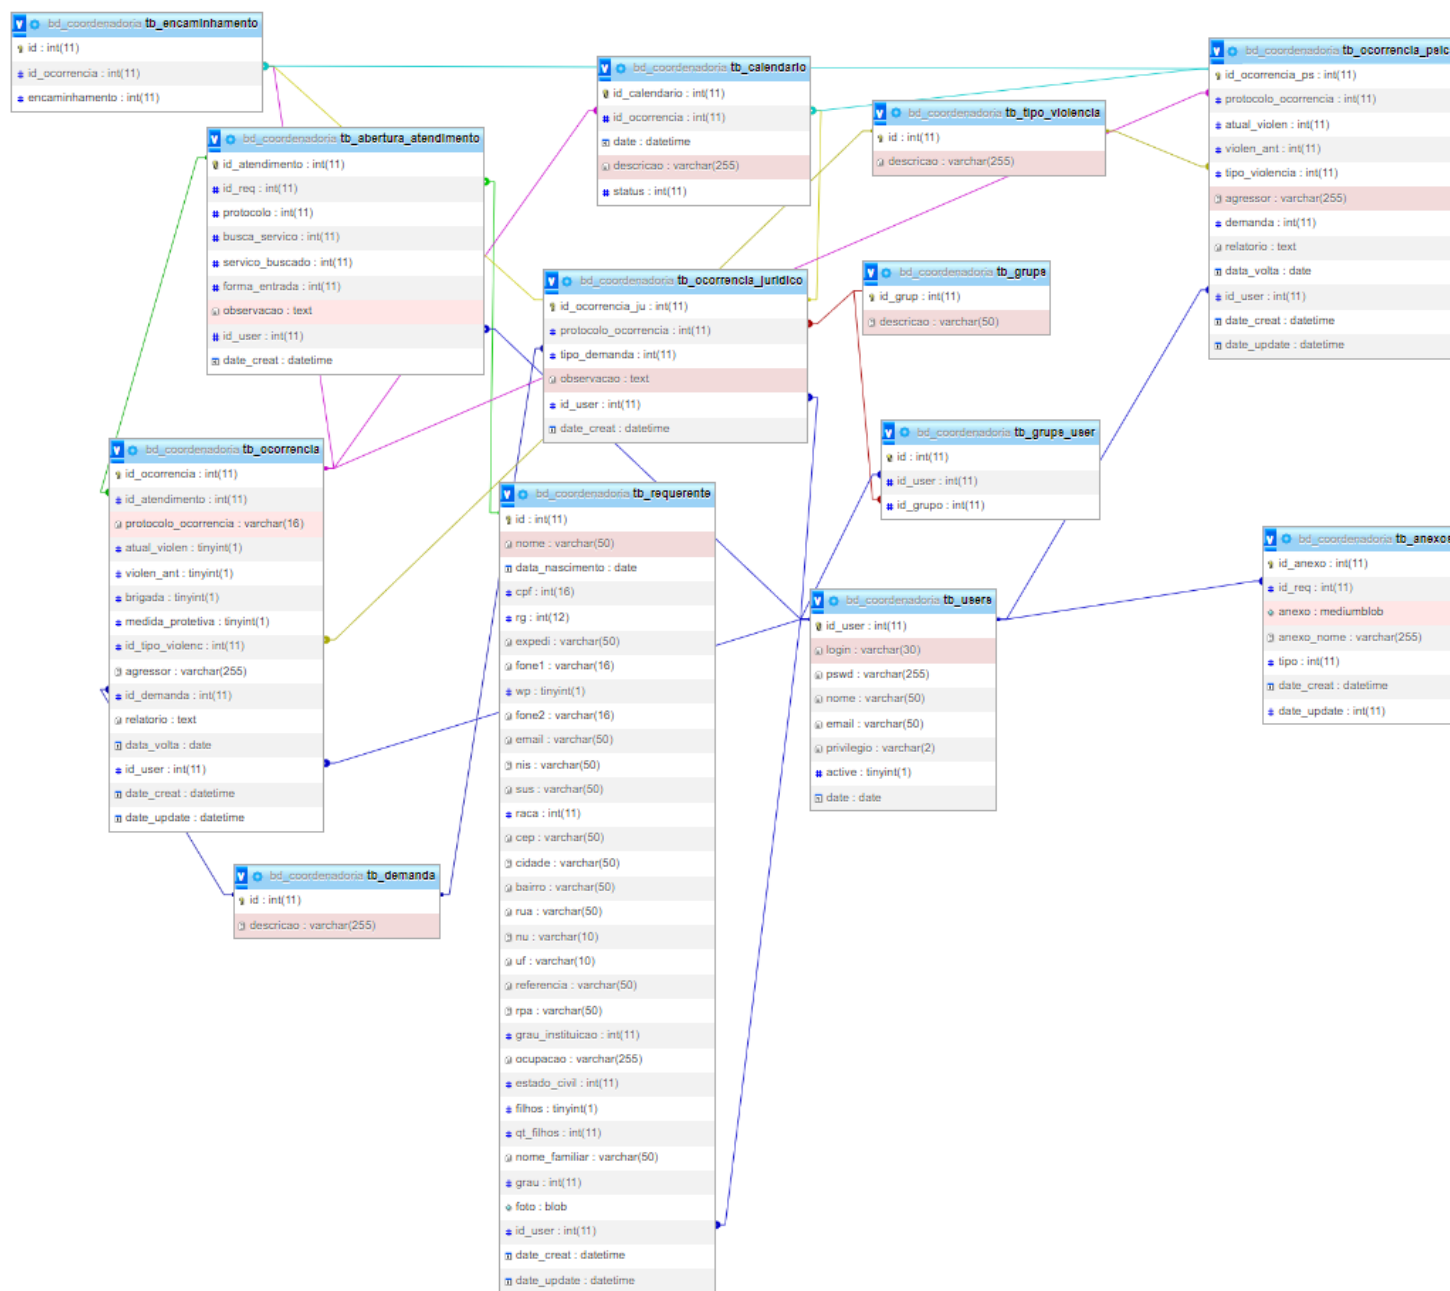 bd_coordenadoria tb_encaminhamento
id : int(11)
id_ocorrencia : int(11)
encaminhamento : int(11)
bd_coordenadoria tb_abertura_atendimento
id_atendimento : int(11)
id_req : int(11)
protocolo : int(11)
busca_servico : int(11)
servico_buscado : int(11)
forma_entrada : int(11)
observacao : text
id_user : int(11)
date_creat : datetime
bd_coordenadoria tb_calendario
id_calendario : int(11)
id_ocorrencia : int(11)
date : datetime
descricao : varchar(255)
status : int(11)
bd_coordenadoria tb_tipo_violencia
id : int(11)
descricao : varchar(255)
bd_coordenadoria tb_ocorrencia_psic
id_ocorrencia_ps : int(11)
protocolo_ocorrencia : int(11)
atual_violen : int(11)
violen_ant : int(11)
tipo_violencia : int(11)
agressor : varchar(255)
demanda : int(11)
relatorio : text
data_volta : date
id_user : int(11)
date_creat : datetime
date_update : datetime
bd_coordenadoria tb_ocorrencia_juridico
id_ocorrencia_ju : int(11)
protocolo_ocorrencia : int(11)
tipo_demanda : int(11)
observacao : text
id_user : int(11)
date_creat : datetime
bd_coordenadoria tb_grups
id_grup : int(11)
descricao : varchar(50)
bd_coordenadoria tb_grups_user
id : int(11)
id_user : int(11)
id_grupo : int(11)
bd_coordenadoria tb_ocorrencia
id_ocorrencia : int(11)
id_atendimento : int(11)
protocolo_ocorrencia : varchar(16)
atual_violen : tinyint(1)
violen_ant : tinyint(1)
brigada : tinyint(1)
medida_protetiva : tinyint(1)
id_tipo_violenc : int(11)
agressor : varchar(255)
id_demanda : int(11)
relatorio : text
data_volta : date
id_user : int(11)
date_creat : datetime
date_update : datetime
bd_coordenadoria tb_demanda
id : int(11)
descricao : varchar(255)
bd_coordenadoria tb_requerente
id : int(11)
nome : varchar(50)
data_nascimento : date
cpf : int(16)
rg : int(12)
expedi : varchar(50)
fone1 : varchar(16)
wp : tinyint(1)
fone2 : varchar(16)
email : varchar(50)
nis : varchar(50)
sus : varchar(50)
raca : int(11)
cep : varchar(50)
cidade : varchar(50)
bairro : varchar(50)
rua : varchar(50)
nu : varchar(10)
uf : varchar(10)
referencia : varchar(50)
rpa : varchar(50)
grau_instituicao : int(11)
ocupacao : varchar(255)
estado_civil : int(11)
filhos : tinyint(1)
qt_filhos : int(11)
nome_familiar : varchar(50)
grau : int(11)
foto : blob
id_user : int(11)
date_creat : datetime
date_update : datetime
bd_coordenadoria tb_users
id_user : int(11)
login : varchar(30)
pswd : varchar(255)
nome : varchar(50)
email : varchar(50)
privilegio : varchar(2)
active : tinyint(1)
date : date
bd_coordenadoria tb_anexos
id_anexo : int(11)
id_req : int(11)
anexo : mediumblob
anexo_nome : varchar(255)
tipo : int(11)
date_creat : datetime
date_update : int(11)